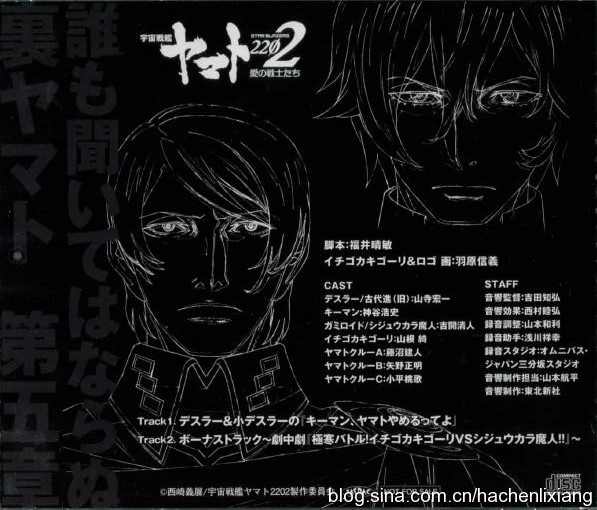 誰も聞いてはならぬ
裏ヤマト・第五章
宇宙戦艦
ヤマト
STAR BLAZERS
2202
愛の戦士たち
脚本:福井晴敏
イチゴカキゴーリ&ロゴ 画:羽原信義
CAST
デスラー/古代進(旧):山寺宏一
キーマン:神谷浩史
ガミロイド/シジュウカラ魔人:吉開清人
イチゴカキゴーリ:山根 綺
ヤマトクルーA:藤沼建人
ヤマトクルーB:矢野正明
ヤマトクルーC:小平桃歌
STAFF
音響監督:吉田知弘
音響効果:西村睦弘
録音調整:山本和利
録音助手:浅川祥幸
録音スタジオ:オムニバス・
ジャパン三分坂スタジオ
音響制作担当:山本航平
音響制作:東北新社
Track1. デスラー&小デスラーの『キーマン、ヤマトやめるってよ』
Track2. ボーナストラック~劇中劇『極寒バトル!イチゴカキゴーリVSシジュウカラ魔人!!』~
©西﨑義展/宇宙戦艦ヤマト2202製作委員会
COMPACT
DISC
blog.sina.com.cn/hachenlixiang